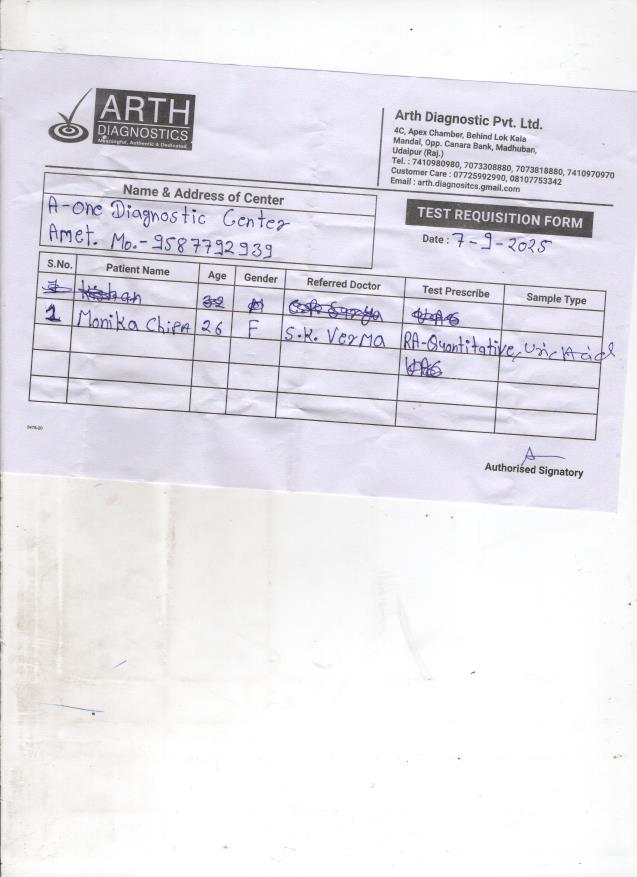 ARTH
DIAGNOSTICS
Meaningful, Authentic & Dedicated
Arth Diagnostic Pvt. Ltd.
4C, Apex Chamber, Behind Lok Kala
Mandal, Opp. Canara Bank, Madhuban,
Udaipur (Raj.)
Tel. : 7410980980, 7073308880, 7073818880, 7410970970
Customer Care : 07725992990, 08107753342
Email : arth.diagnositcs.gmail.com
Name & Address of Center
A-one Diagnostic Center
Amet. Mo.- 9587792939
TEST REQUISITION FORM
Date : 7-9-2025
S.No. Patient Name Age Gender Referred Doctor Test Prescribe Sample Type
Kishan 32
1 Monika Chipa 26 F S.K. Verma RA-Quantitative, Uric Acid
Authorised Signatory